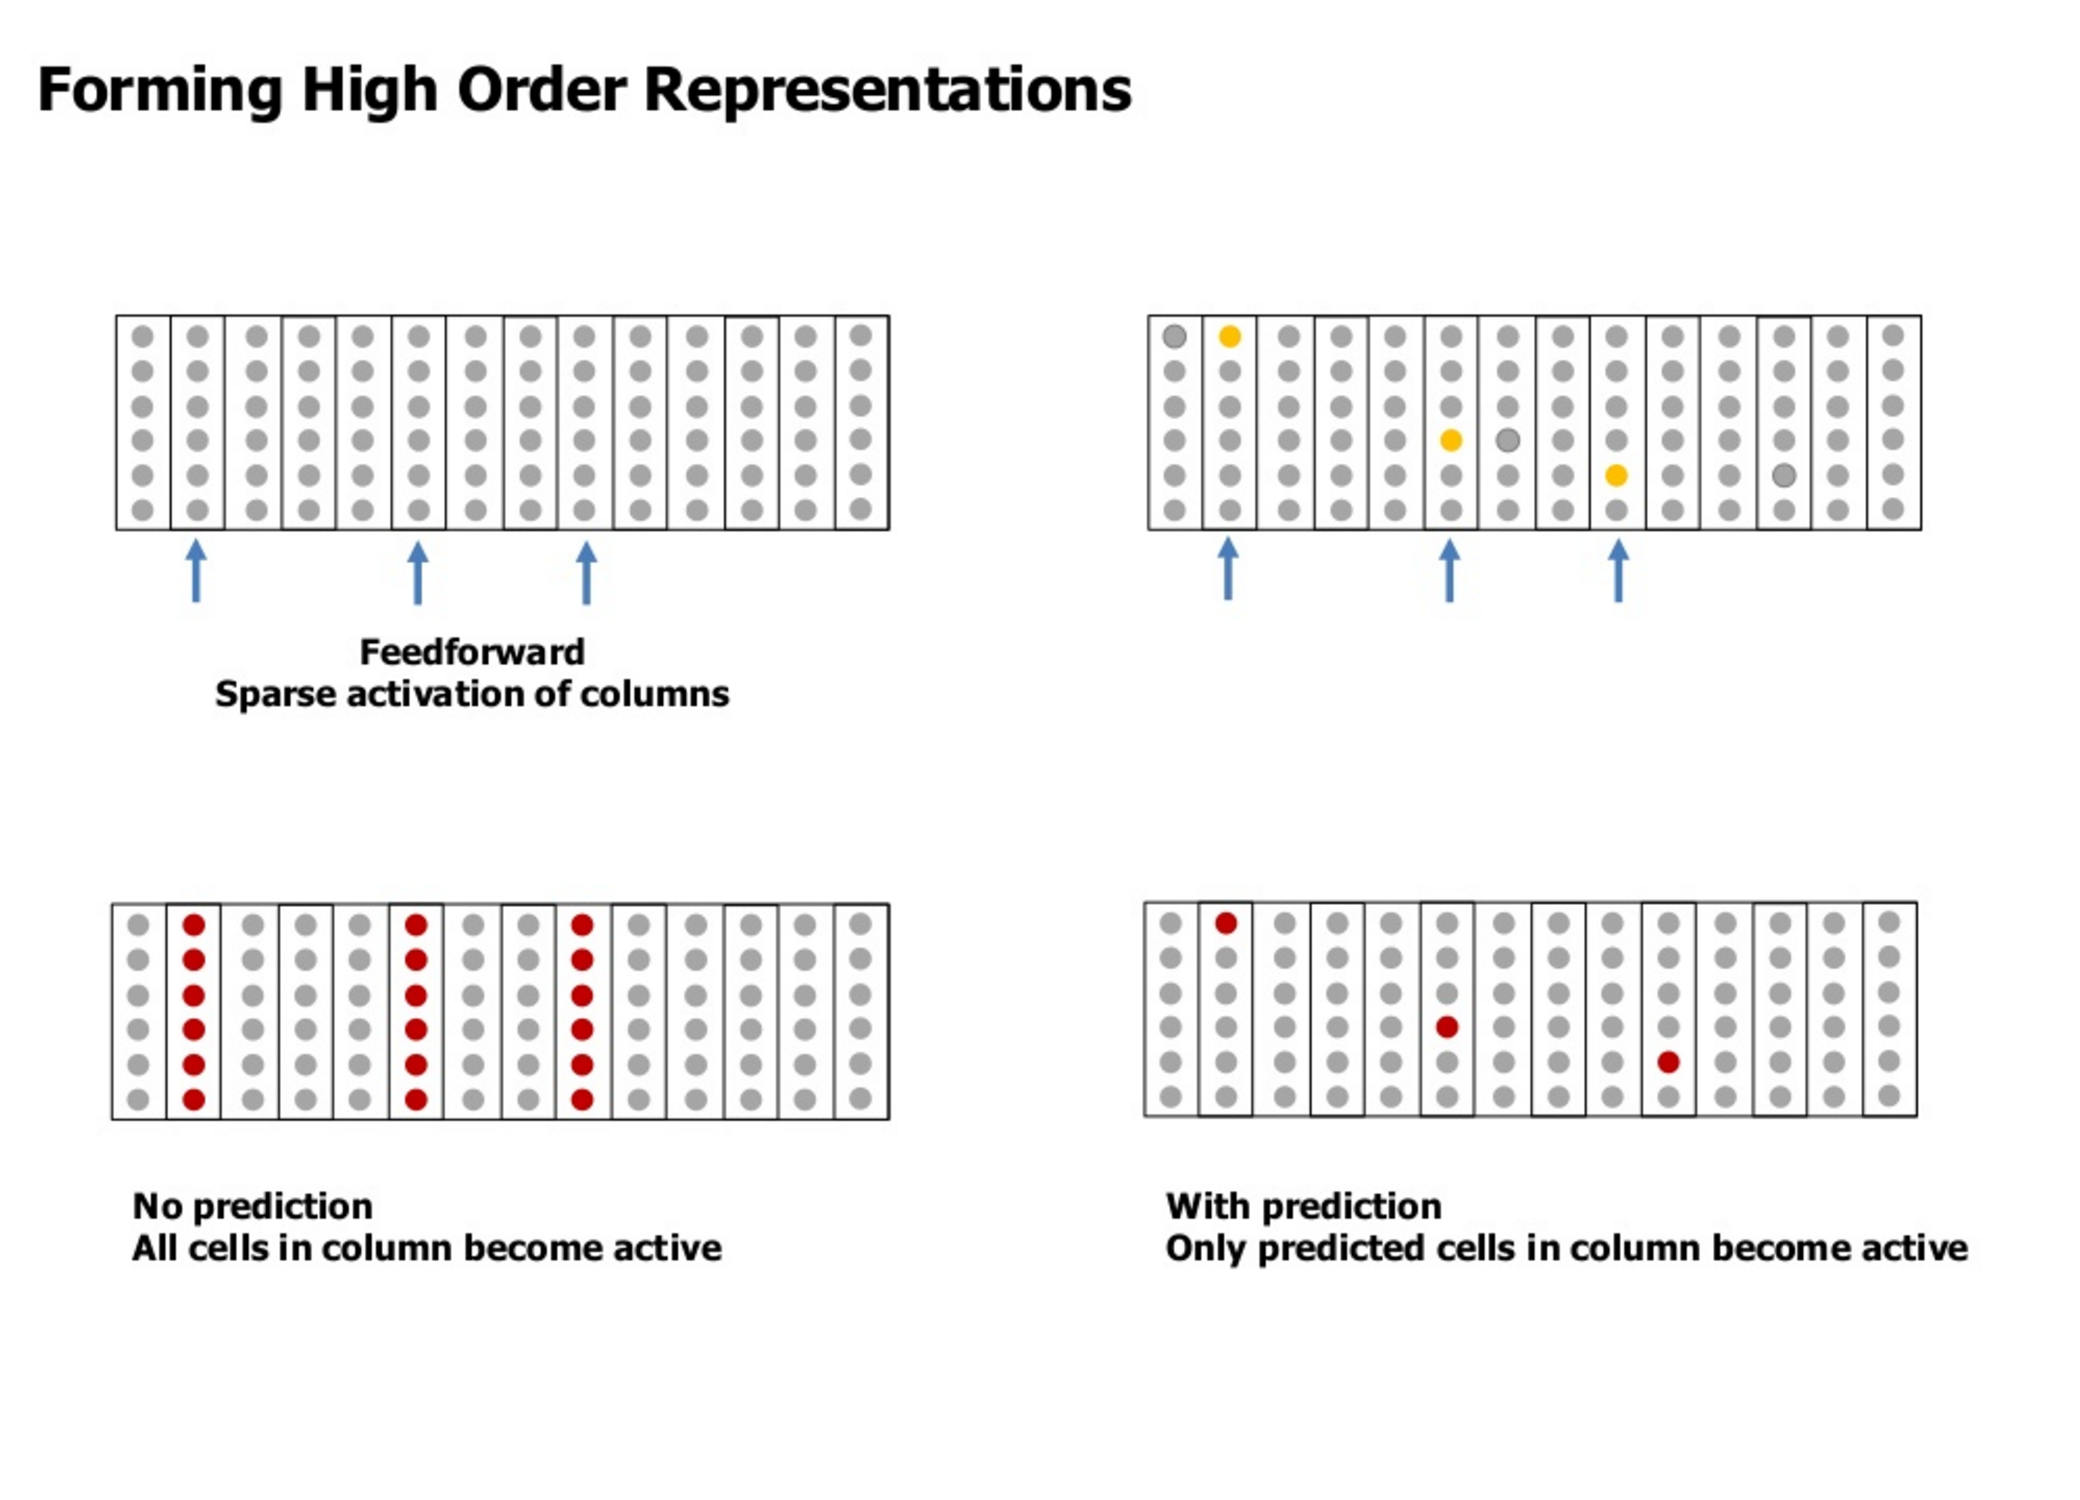 Forming High Order Representations
Feedforward
Sparse activation of columns
No prediction
All cells in column become active
With prediction
Only predicted cells in column become active